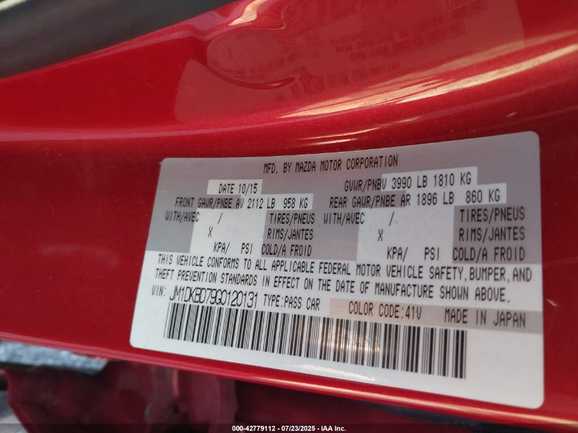 MFD. BY MAZDA MOTOR CORPORATION
DATE 10/15 GVWR/PNBV 3990 LB 1810 KG
FRONT GAWR/PNBE AV 2112 LB 958 KG REAR GAWR/PNBE AR 1896 LB 860 KG
WITH/AVEC / TIRES/PNEUS WITH/AVEC / TIRES/PNEUS
X RIMS/JANTES X RIMS/JANTES
KPA/ PSI COLD/A FROID KPA/ PSI COLD/A FROID
THIS VEHICLE CONFORMS TO ALL APPLICABLE FEDERAL MOTOR VEHICLE SAFETY, BUMPER, AND
THEFT PREVENTION STANDARDS IN EFFECT ON THE DATE OF MANUFACTURE SHOWN ABOVE.
VIN: JM1DKBD79G0120131 TYPE:PASS CAR COLOR CODE:41V MADE IN JAPAN
000-42779112 - 07/23/2025 - IAA Inc.